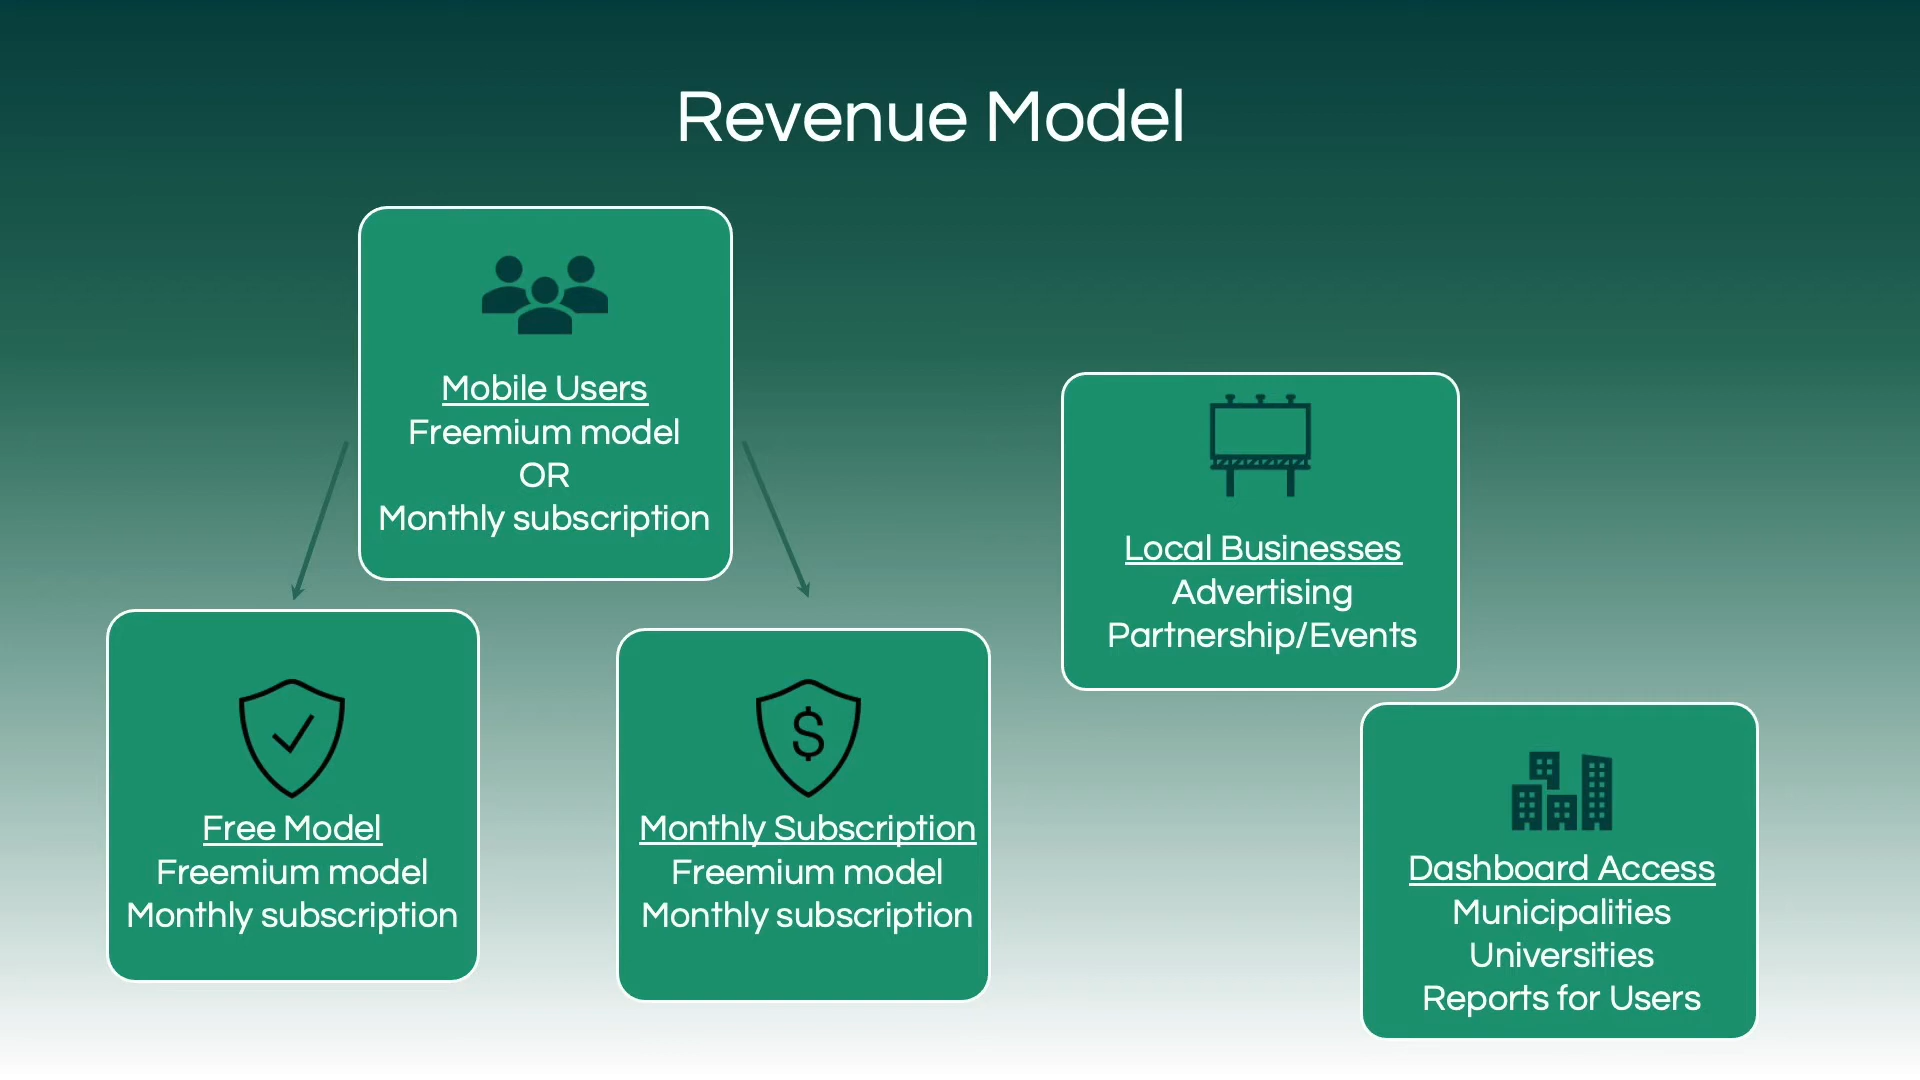 Revenue Model
Mobile Users
Freemium model
OR
Monthly subscription
Free Model
Freemium model
Monthly subscription
$
Monthly Subscription
Freemium model
Monthly subscription
Local Businesses
Advertising
Partnership/Events
Dashboard Access
Municipalities
Universities
Reports for Users